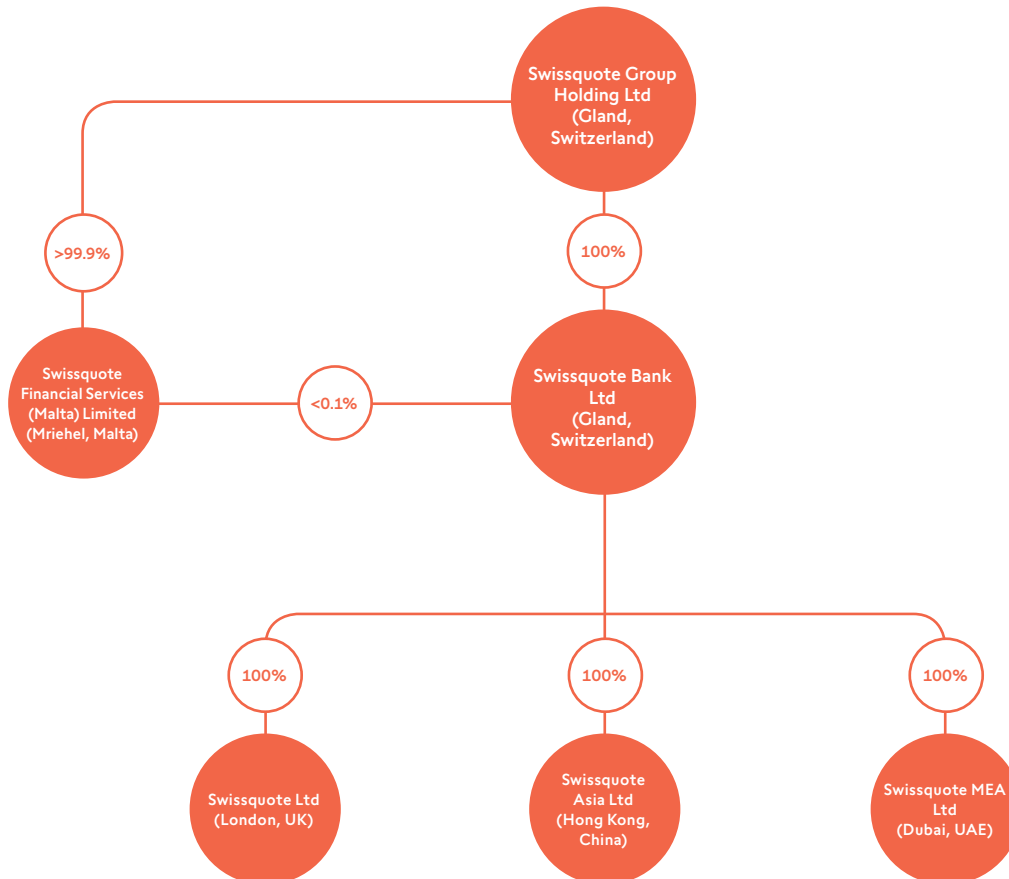 Swissquote Group
Holding Ltd
(Gland,
Switzerland)
>99.9%
100%
Swissquote
Financial Services
(Malta) Limited
(Mriehel, Malta)
<0.1%
Swissquote Bank
Ltd
(Gland,
Switzerland)
100%
100%
100%
Swissquote Ltd
(London, UK)
Swissquote
Asia Ltd
(Hong Kong,
China)
Swissquote MEA
Ltd
(Dubai, UAE)